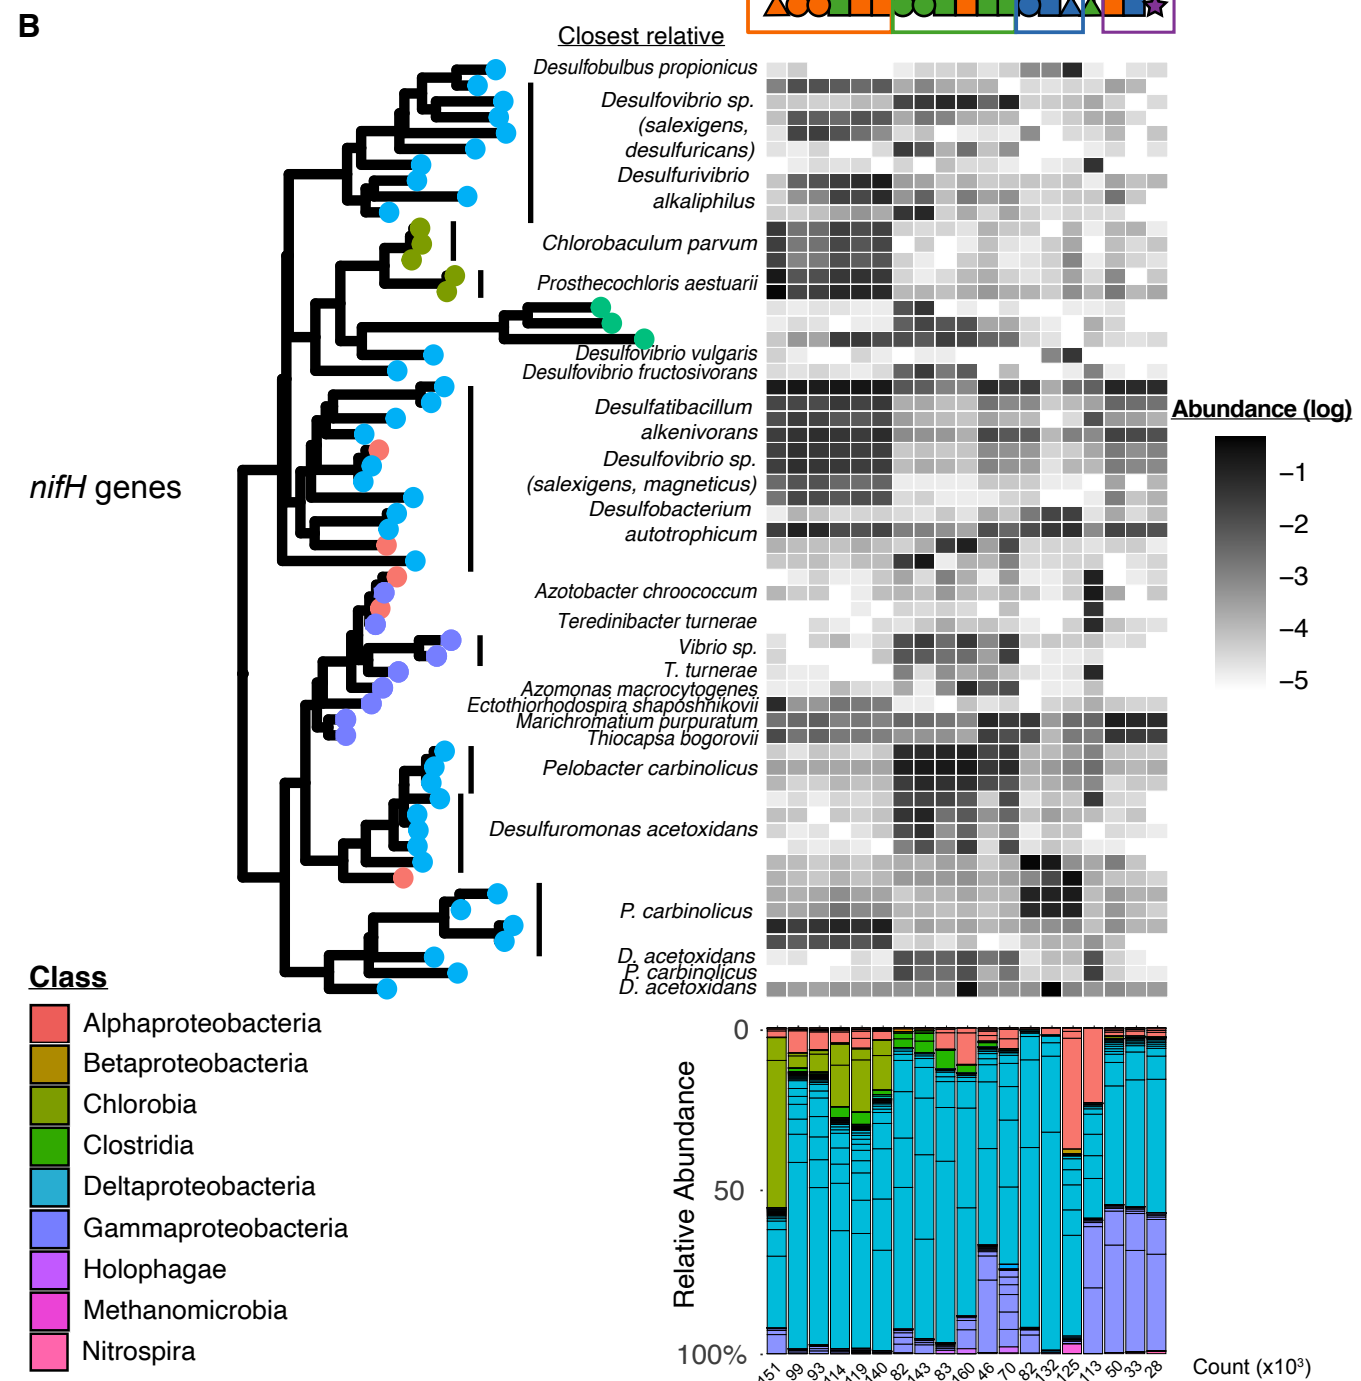 B
Closest relative
Desulfobulbus propionicus
Desulfovibrio sp.
(salexigens,
desulfuricans)
Desulfurivibrio
alkaliphilus
Chlorobaculum parvum
Prosthecochloris aestuarii
Desulfovibrio vulgaris
Desulfovibrio fructosivorans
Desulfatibacillum
alkenivorans
Desulfovibrio sp.
(salexigens, magneticus)
Desulfobacterium
autotrophicum
Azotobacter chroococcum
Teredinibacter turnerae
Vibrio sp.
T. turnerae
Azomonas macrocytogenes
Ectothiorhodospira shaposhnikovii
Marichromatium purpuratum
Thiocapsa bogorovii
Pelobacter carbinolicus
Desulfuromonas acetoxidans
P. carbinolicus
D. acetoxidans
P. carbinolicus
D. acetoxidans
nifH genes
Abundance (log)
−1
−2
−3
−4
−5
Class
Alphaproteobacteria
Betaproteobacteria
Chlorobia
Clostridia
Deltaproteobacteria
Gammaproteobacteria
Holophagae
Methanomicrobia
Nitrospira
Relative Abundance
0
50
100%
151 99 93 114 119 140 82 143 83 160 46 70 82 132 125 113 50 33 28
Count (x10³)